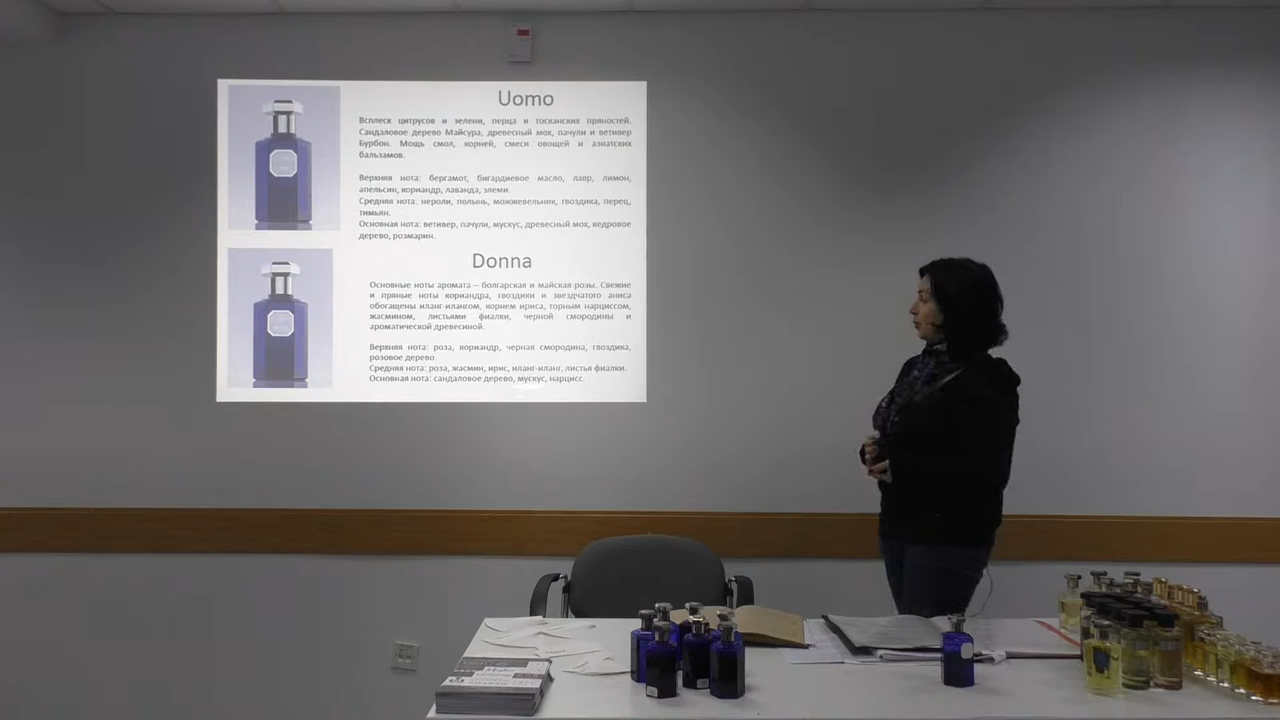 Uomo
Всплеск цитрусов и зелени, перца и тосканских пряностей.
Сандаловое дерево Майсура, древесный мох, пачули и ветивер
Бурбон. Мощь смол, корней, смеси овощей и азиатских
бальзамов.
Верхняя нота: бергамот, бигардиевое масло, лавр, лимон,
апельсин, кориандр, лаванда, элеми.
Средняя нота: нероли, полынь, можжевельник, гвоздика, перец,
тимьян.
Основная нота: ветивер, пачули, мускус, древесный мох, кедровое
дерево, розмарин.
Donna
Основные ноты аромата – болгарская и майская розы. Свежие
и пряные ноты кориандра, гвоздики и звездчатого аниса
обогащены иланг-илангом, корнем ириса, горным нарциссом,
жасмином, листьями фиалки, черной смородины и
ароматической древесиной.
Верхняя нота: роза, кориандр, черная смородина, гвоздика,
розовое дерево.
Средняя нота: роза, жасмин, ирис, иланг-иланг, листья фиалки.
Основная нота: сандаловое дерево, мускус, нарцисс.